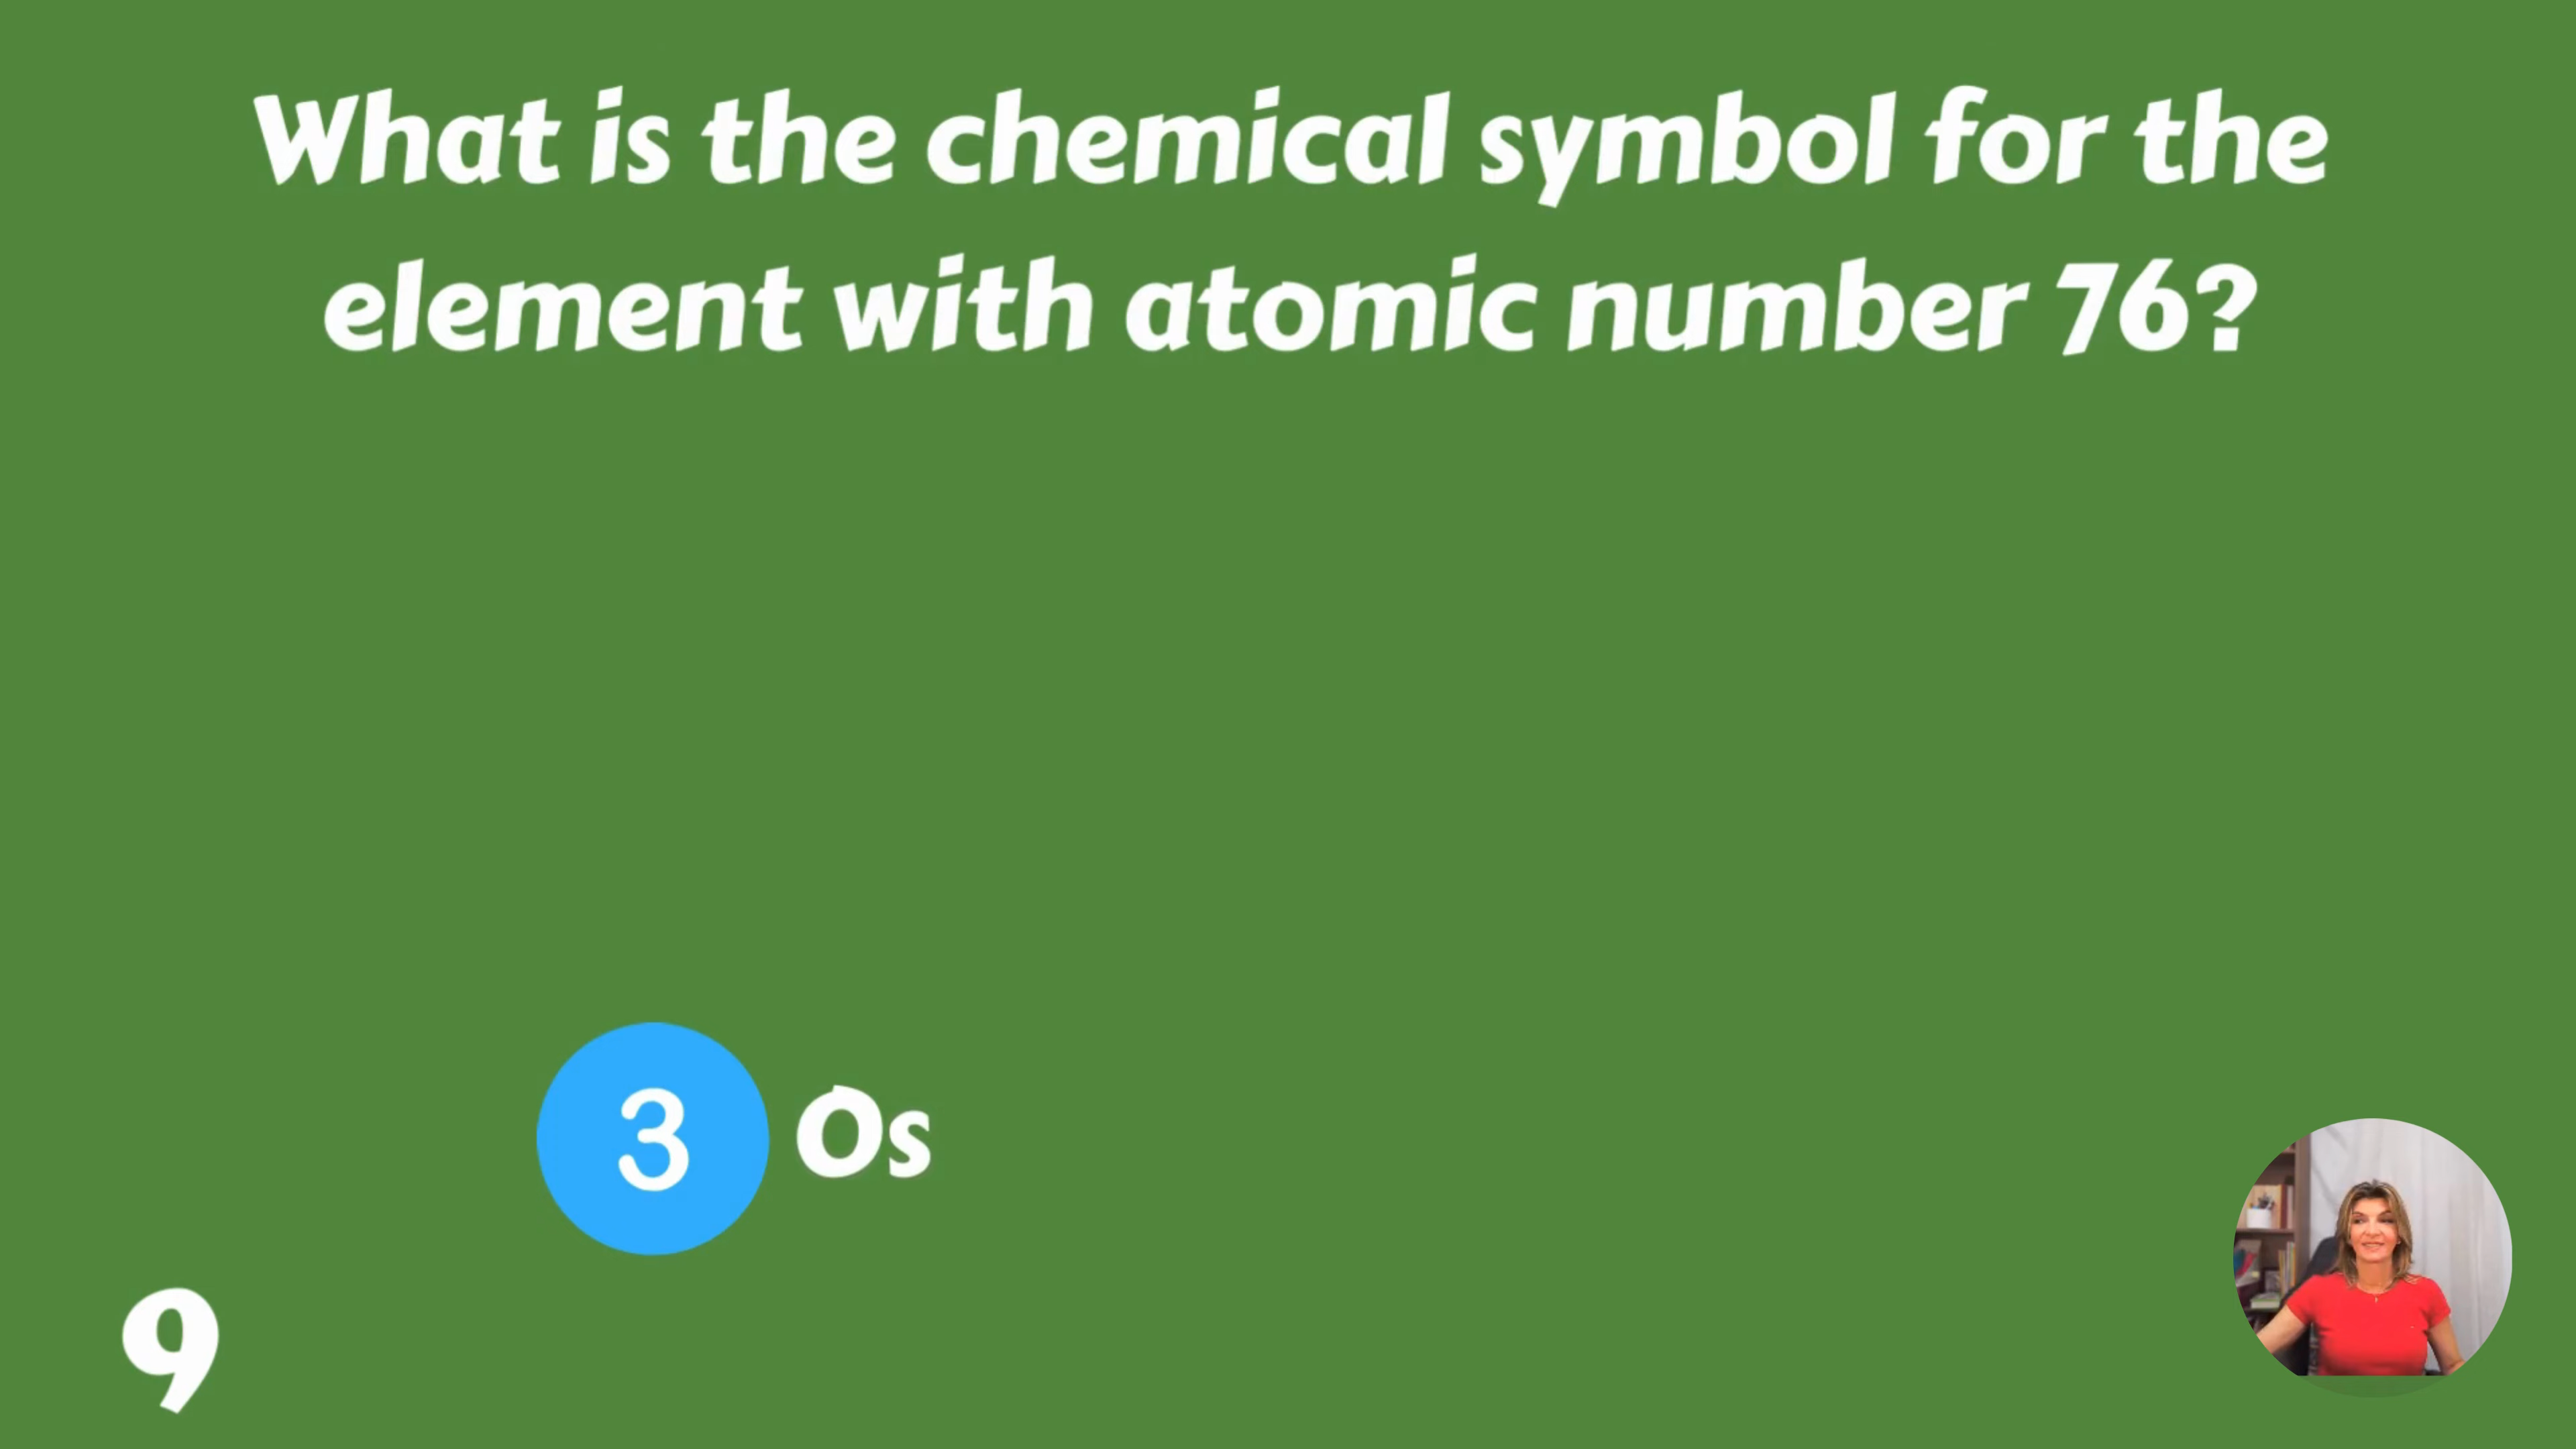 What is the chemical symbol for the
element with atomic number 76?
3 Os
9